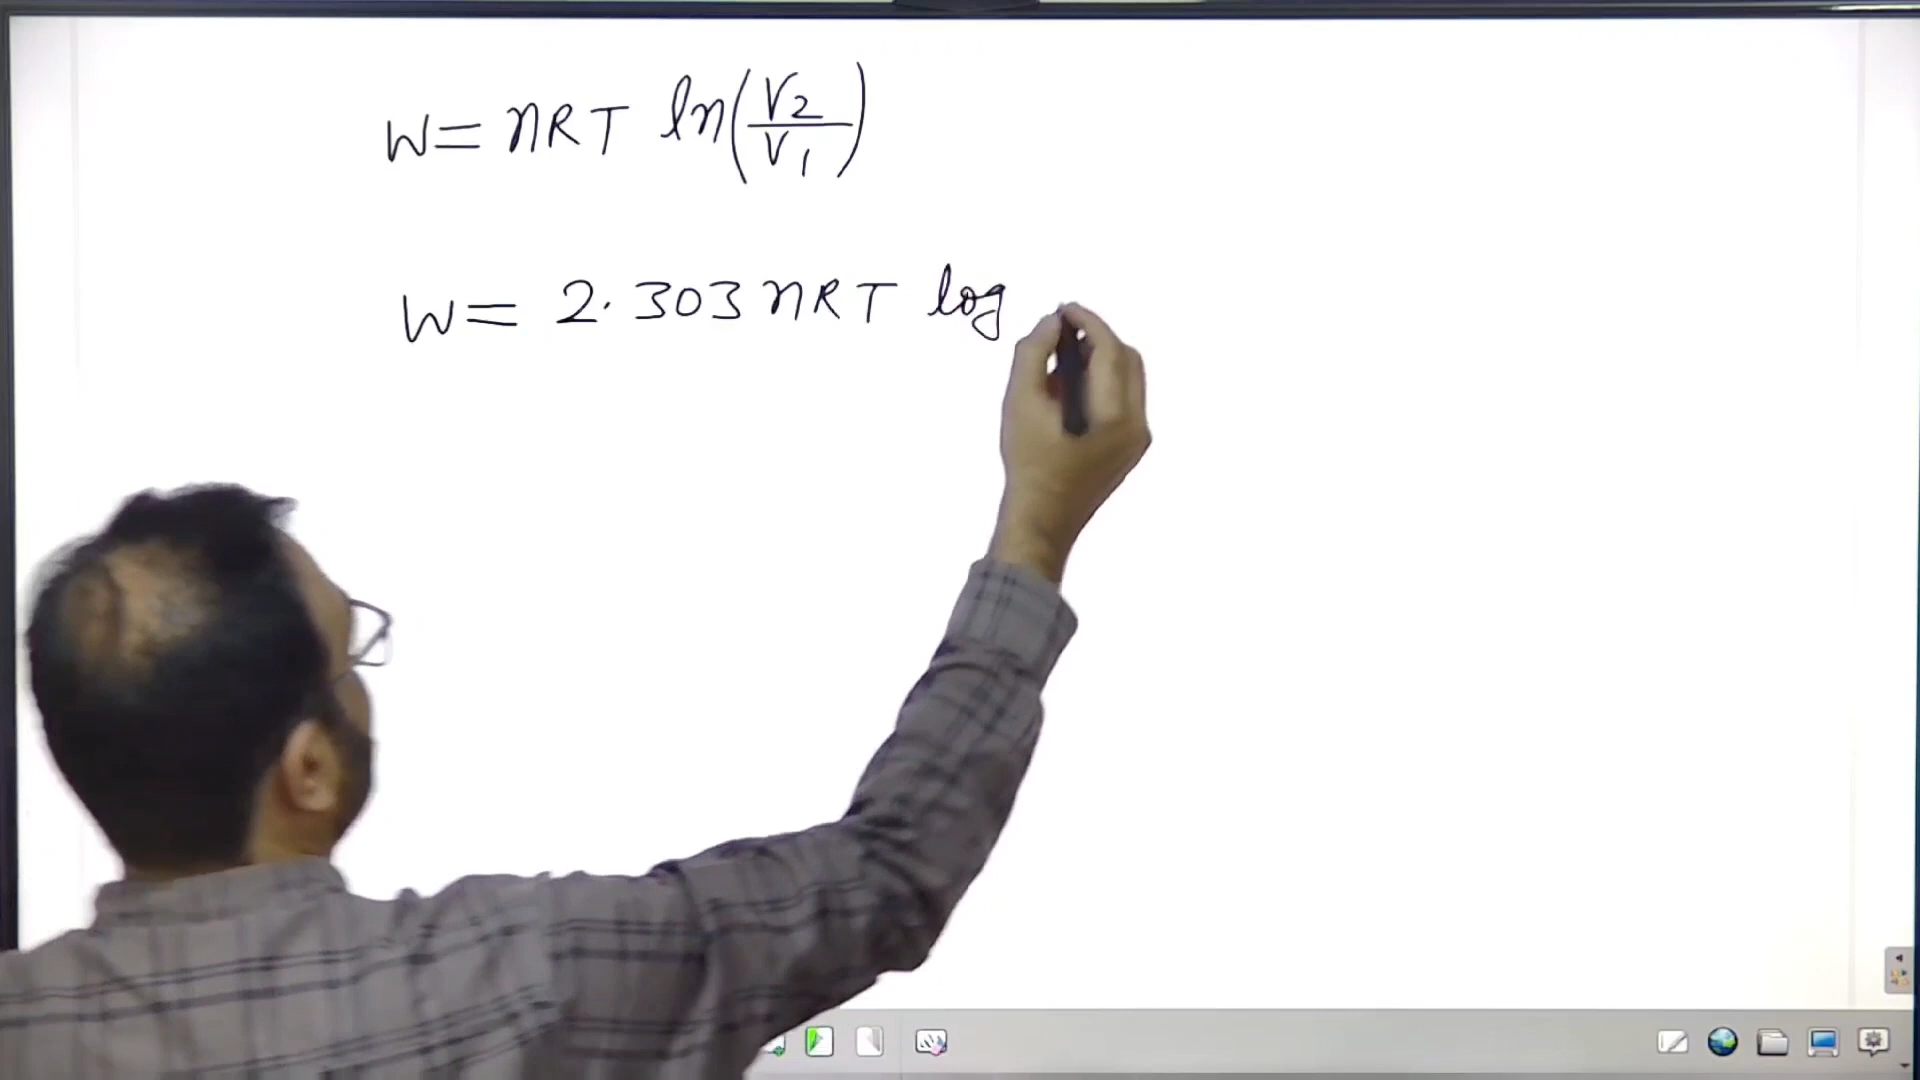 W = nRT ln(V2/V1)
W = 2.303 nRT log